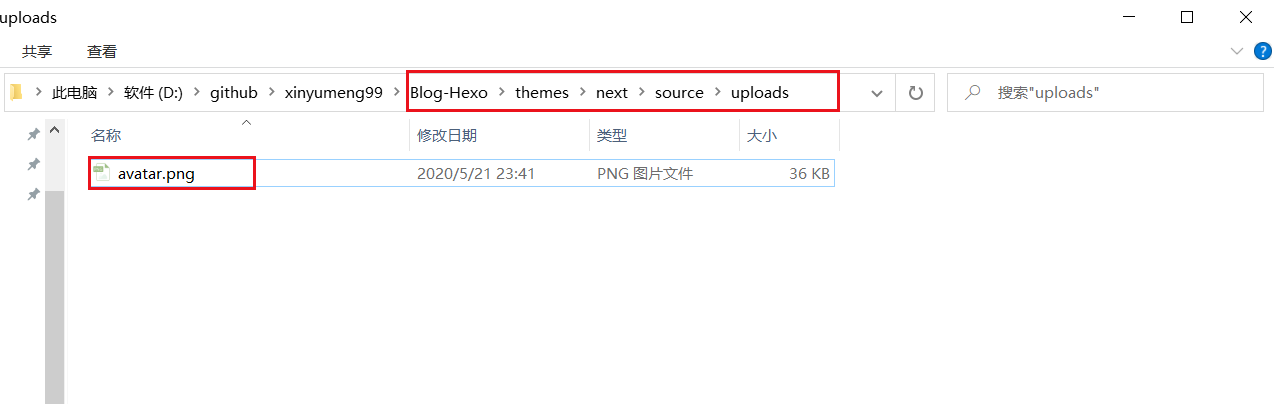 uploads
共享 查看
此电脑 软件 (D:) github xinyumeng99 Blog-Hexo themes next source uploads 搜索"uploads"
名称 修改日期 类型 大小
avatar.png 2020/5/21 23:41 PNG 图片文件 36 KB